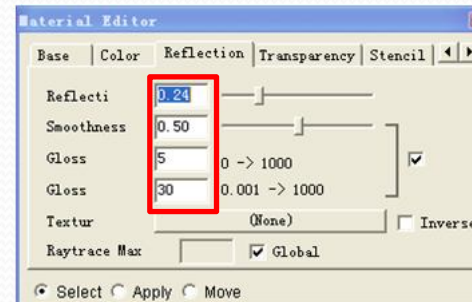 Material Editor
Base Color Reflection Transparency Stencil
Reflecti 0.24
Smoothness 0.50
Gloss 5 0 -> 1000
Gloss 30 0.001 -> 1000
Textur (None) Inverse
Raytrace Max Global
Select Apply Move